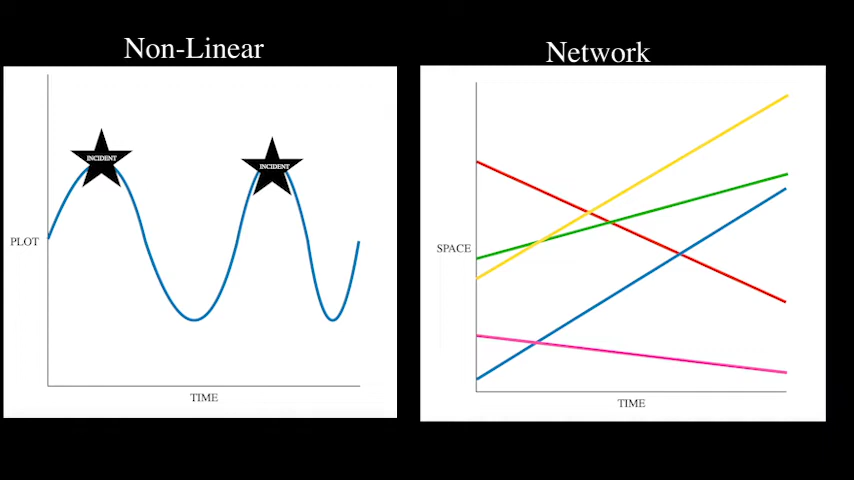 Non-Linear
INCIDENT
INCIDENT
PLOT
TIME
Network
SPACE
TIME